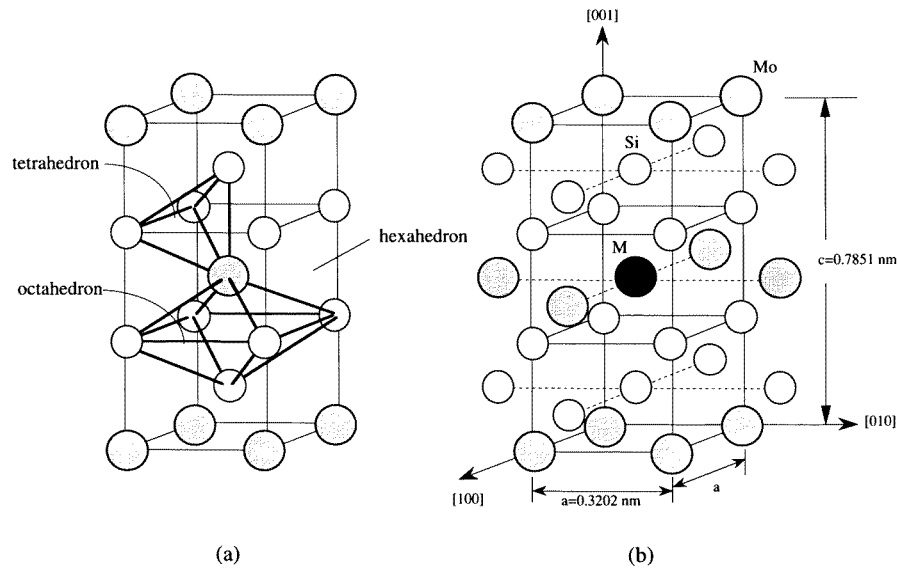 tetrahedron
octahedron
hexahedron
(a)
[001]
Mo
Si
M
c=0.7851 nm
[010]
[100]
a=0.3202 nm
a
(b)